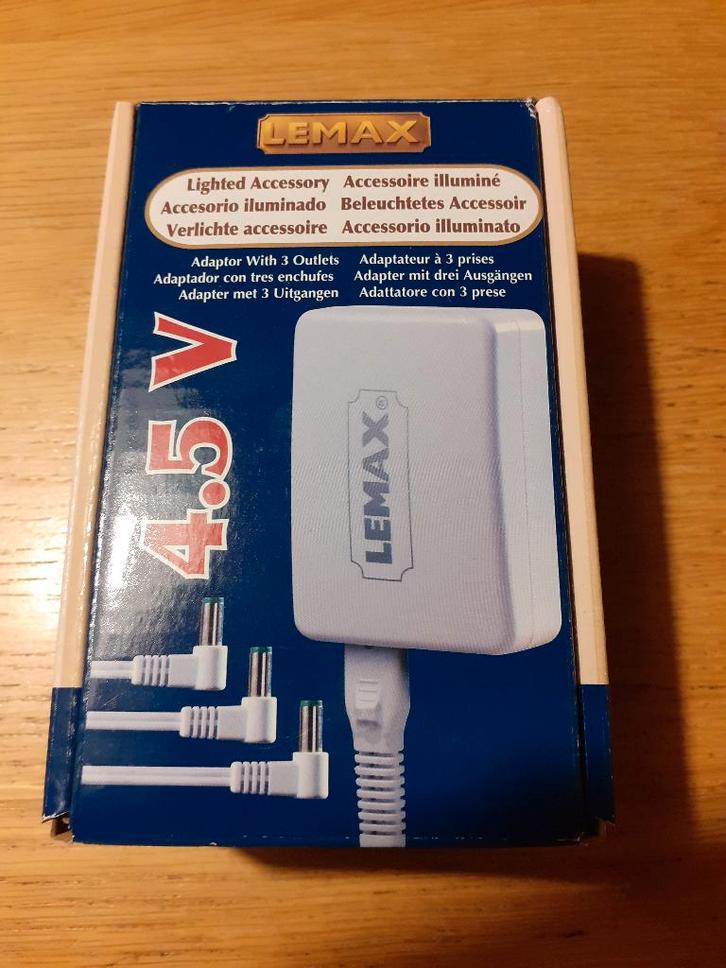 LEMAX
Lighted Accessory Accessoire illuminé
Accesorio iluminado Beleuchtetes Accessoir
Verlichte accessoire Accessorio illuminato
Adaptor With 3 Outlets Adaptateur à 3 prises
Adaptador con tres enchufes Adapter mit drei Ausgängen
Adapter met 3 Uitgangen Adattatore con 3 prese
4.5 V
LEMAX®